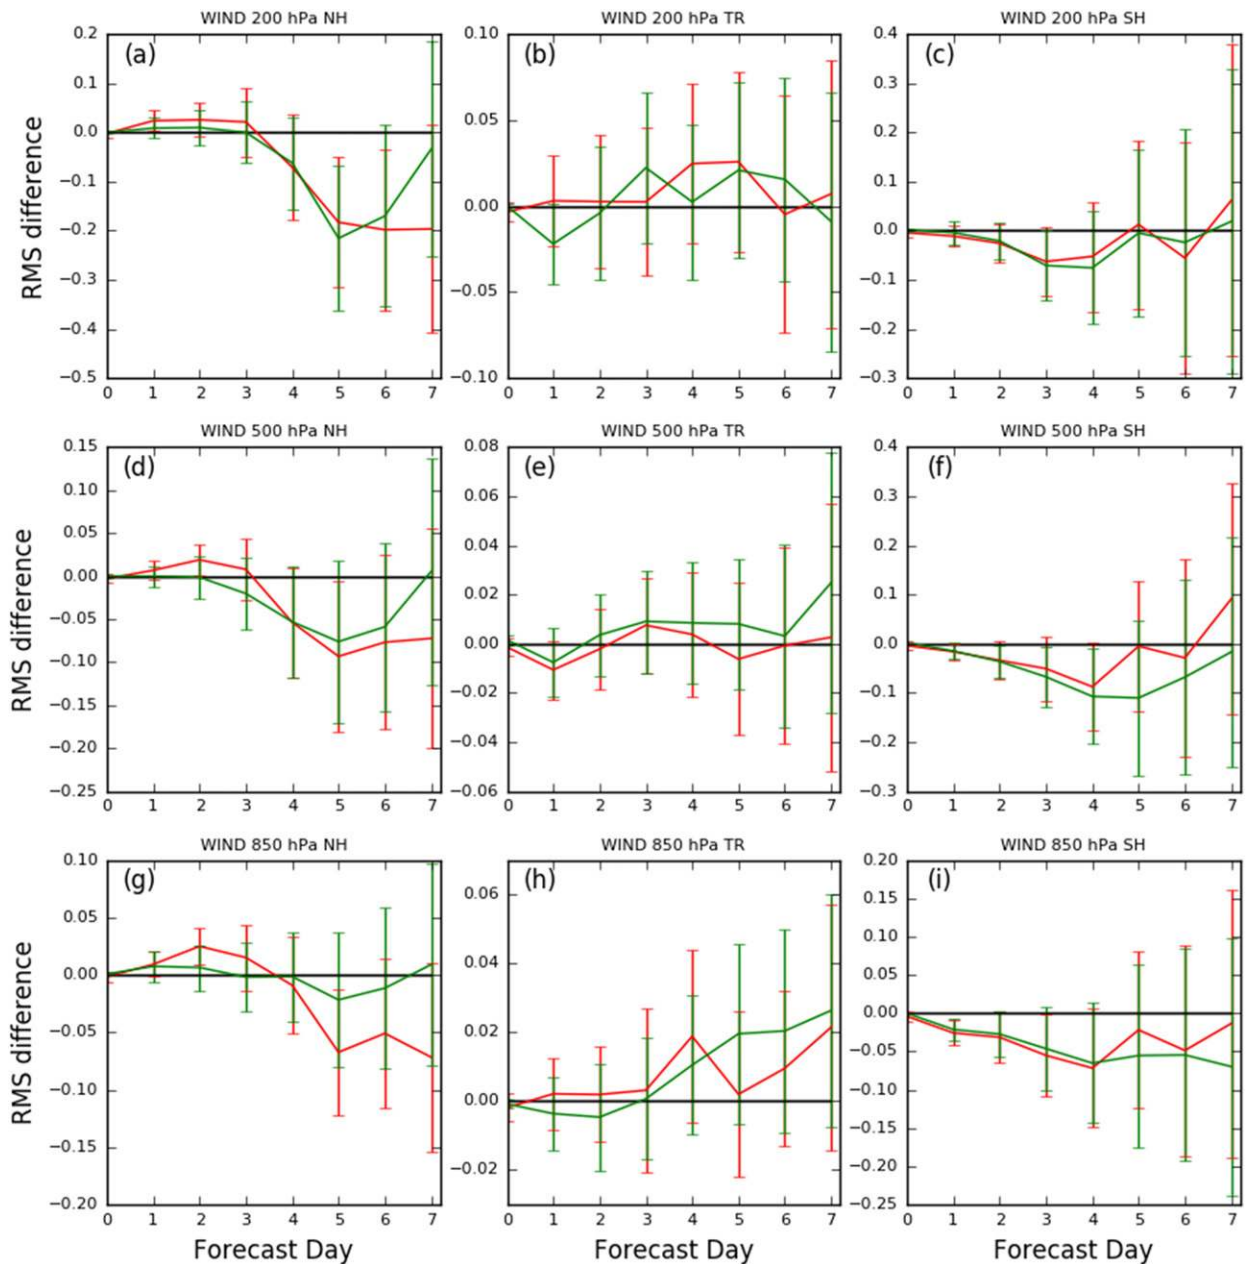 WIND 200 hPa NH
WIND 200 hPa TR
WIND 200 hPa SH
(a)
(b)
(c)
RMS difference
0.2
0.1
0.0
−0.1
−0.2
−0.3
−0.4
−0.5
0 1 2 3 4 5 6 7
0.10
0.05
0.00
−0.05
−0.10
0 1 2 3 4 5 6 7
0.4
0.3
0.2
0.1
0.0
−0.1
−0.2
−0.3
0 1 2 3 4 5 6 7
WIND 500 hPa NH
WIND 500 hPa TR
WIND 500 hPa SH
(d)
(e)
(f)
RMS difference
0.15
0.10
0.05
0.00
−0.05
−0.10
−0.15
−0.20
−0.25
0 1 2 3 4 5 6 7
0.08
0.06
0.04
0.02
0.00
−0.02
−0.04
−0.06
0 1 2 3 4 5 6 7
0.4
0.3
0.2
0.1
0.0
−0.1
−0.2
−0.3
0 1 2 3 4 5 6 7
WIND 850 hPa NH
WIND 850 hPa TR
WIND 850 hPa SH
(g)
(h)
(i)
RMS difference
0.10
0.05
0.00
−0.05
−0.10
−0.15
−0.20
0 1 2 3 4 5 6 7
0.06
0.04
0.02
0.00
−0.02
0 1 2 3 4 5 6 7
0.20
0.15
0.10
0.05
0.00
−0.05
−0.10
−0.15
−0.20
−0.25
0 1 2 3 4 5 6 7
Forecast Day
Forecast Day
Forecast Day